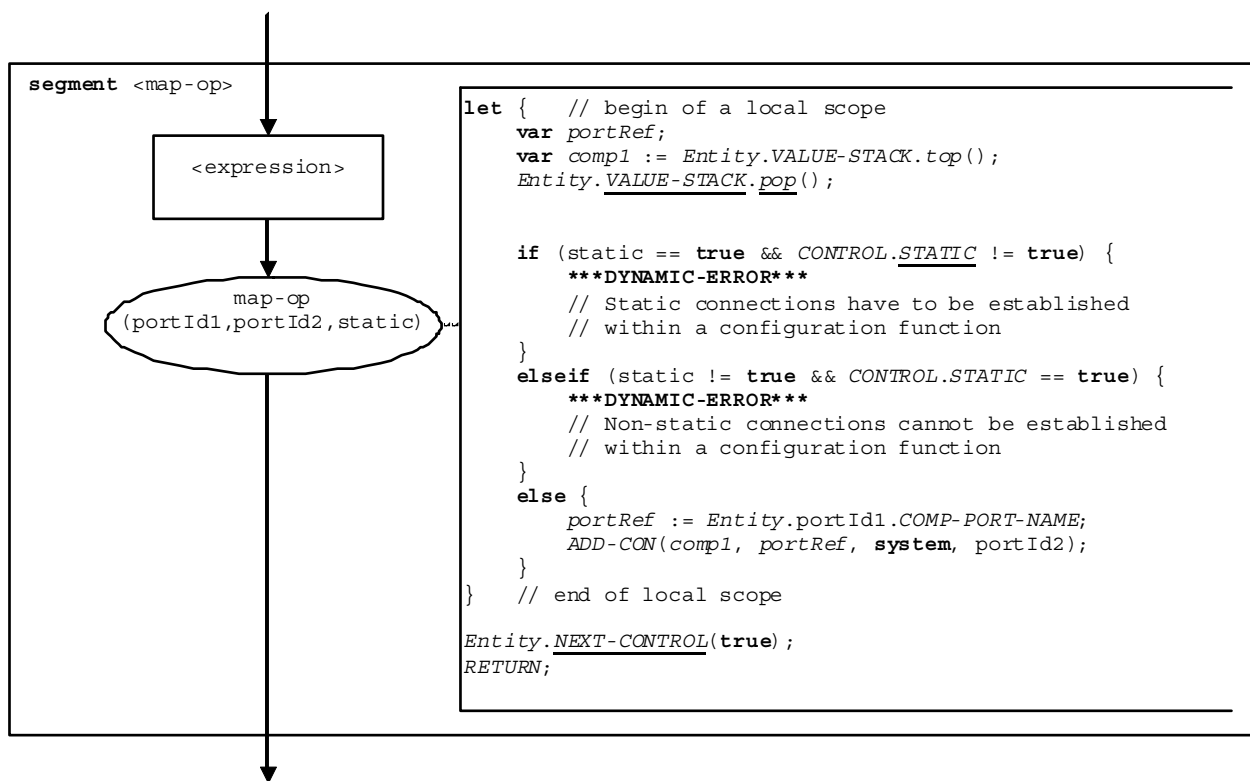 segment <map-op>
<expression>
map-op
(portId1,portId2,static)
let {   // begin of a local scope
    var portRef;
    var comp1 := Entity.VALUE-STACK.top();
    Entity.VALUE-STACK.pop();
    if (static == true && CONTROL.STATIC != true) {
        ***DYNAMIC-ERROR***
        // Static connections have to be established
        // within a configuration function
    }
    elseif (static != true && CONTROL.STATIC == true) {
        ***DYNAMIC-ERROR***
        // Non-static connections cannot be established
        // within a configuration function
    }
    else {
        portRef := Entity.portId1.COMP-PORT-NAME;
        ADD-CON(comp1, portRef, system, portId2);
    }
}   // end of local scope
Entity.NEXT-CONTROL(true);
RETURN;